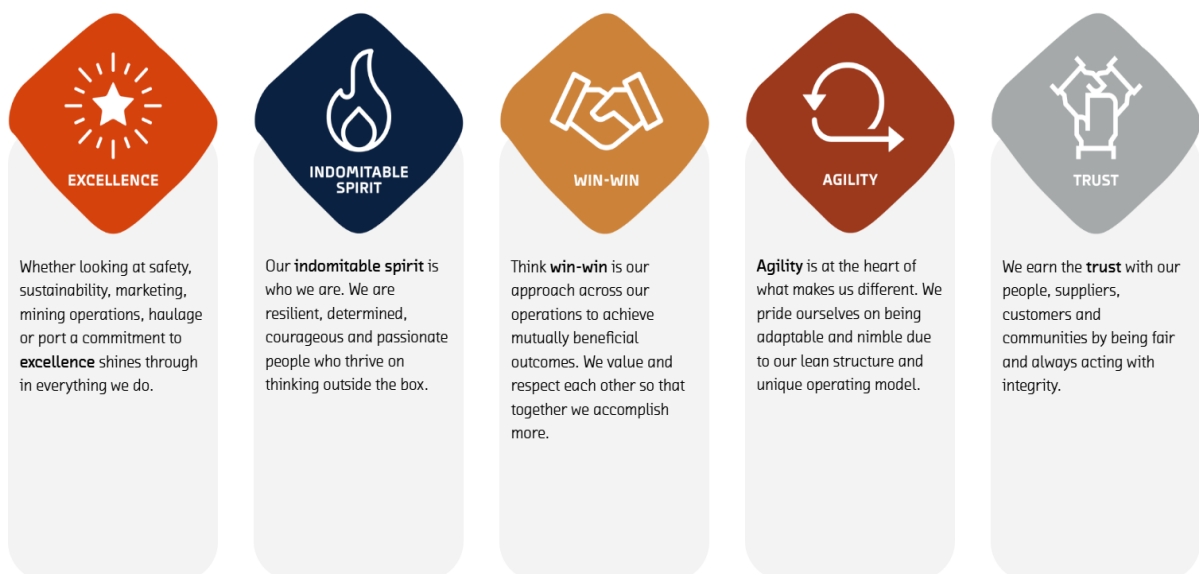 EXCELLENCE
Whether looking at safety,
sustainability, marketing,
mining operations, haulage
or port a commitment to
excellence shines through
in everything we do.
INDOMITABLE
SPIRIT
Our indomitable spirit is
who we are. We are
resilient, determined,
courageous and passionate
people who thrive on
thinking outside the box.
WIN-WIN
Think win-win is our
approach across our
operations to achieve
mutually beneficial
outcomes. We value and
respect each other so that
together we accomplish
more.
AGILITY
Agility is at the heart of
what makes us different. We
pride ourselves on being
adaptable and nimble due
to our lean structure and
unique operating model.
TRUST
We earn the trust with our
people, suppliers,
customers and
communities by being fair
and always acting with
integrity.